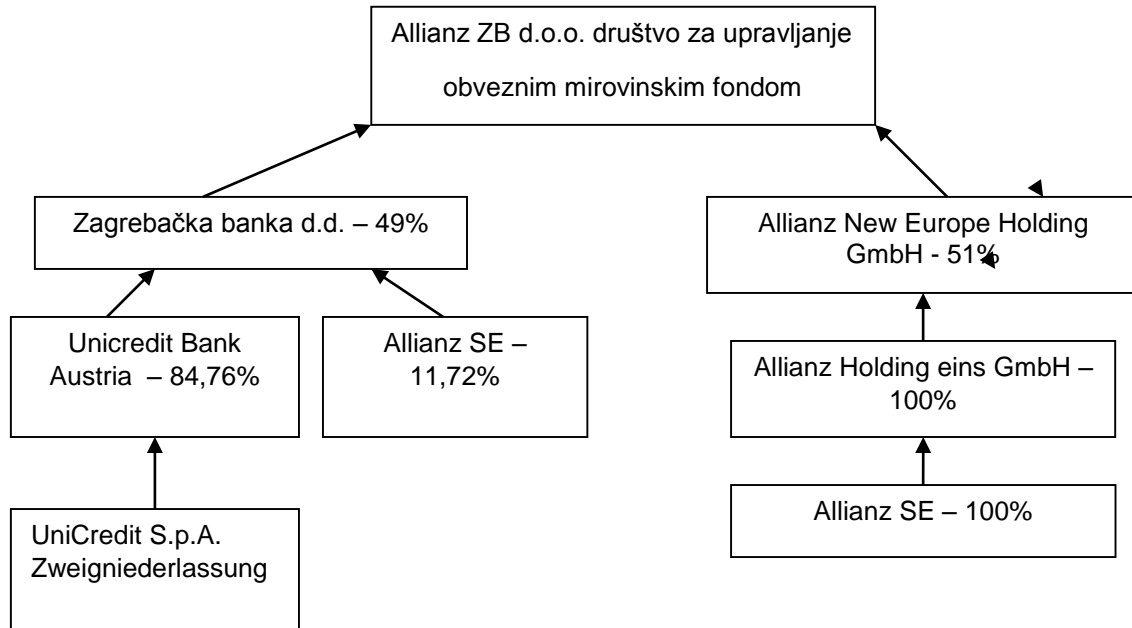 Allianz ZB d.o.o. društvo za upravljanje
obveznim mirovinskim fondom
Zagrebačka banka d.d. – 49%
Allianz New Europe Holding
GmbH - 51%
Unicredit Bank
Austria – 84,76%
Allianz SE –
11,72%
Allianz Holding eins GmbH –
100%
UniCredit S.p.A.
Zweigniederlassung
Allianz SE – 100%